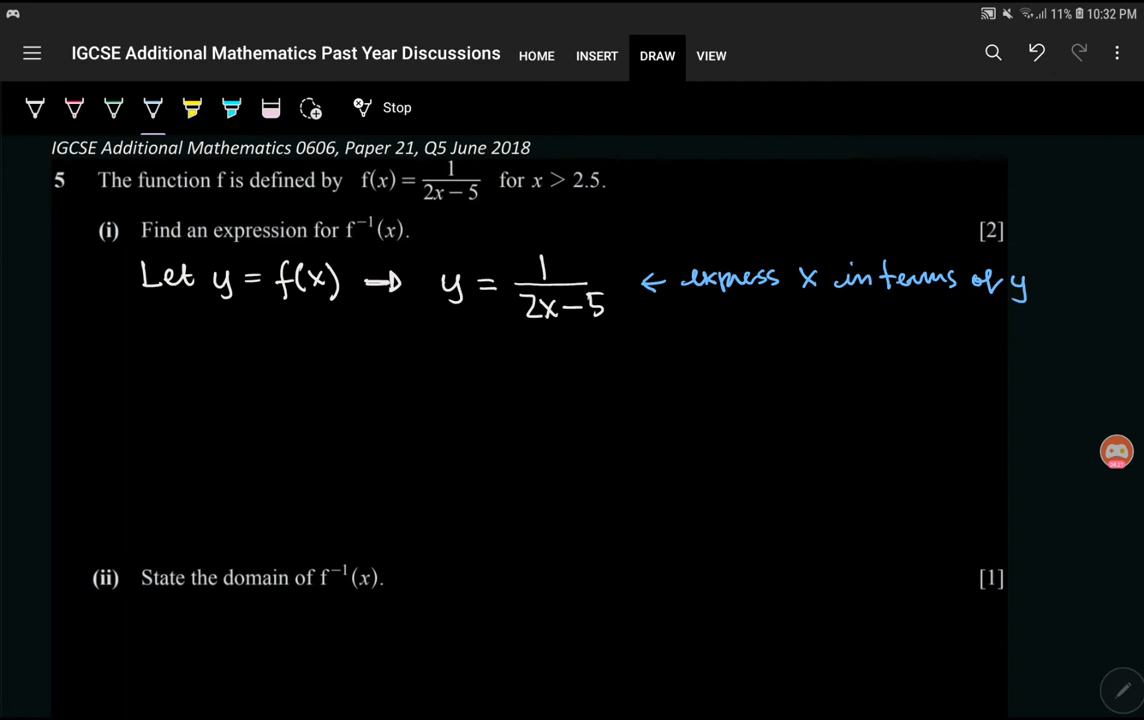 11% 10:32 PM
IGCSE Additional Mathematics Past Year Discussions HOME INSERT DRAW VIEW
Stop
IGCSE Additional Mathematics 0606, Paper 21, Q5 June 2018
5 The function f is defined by f(x) = 1/(2x − 5) for x > 2.5.
(i) Find an expression for f⁻¹(x). [2]
Let y = f(x) → y = 1/(2x−5) ← express x in terms of y
(ii) State the domain of f⁻¹(x). [1]